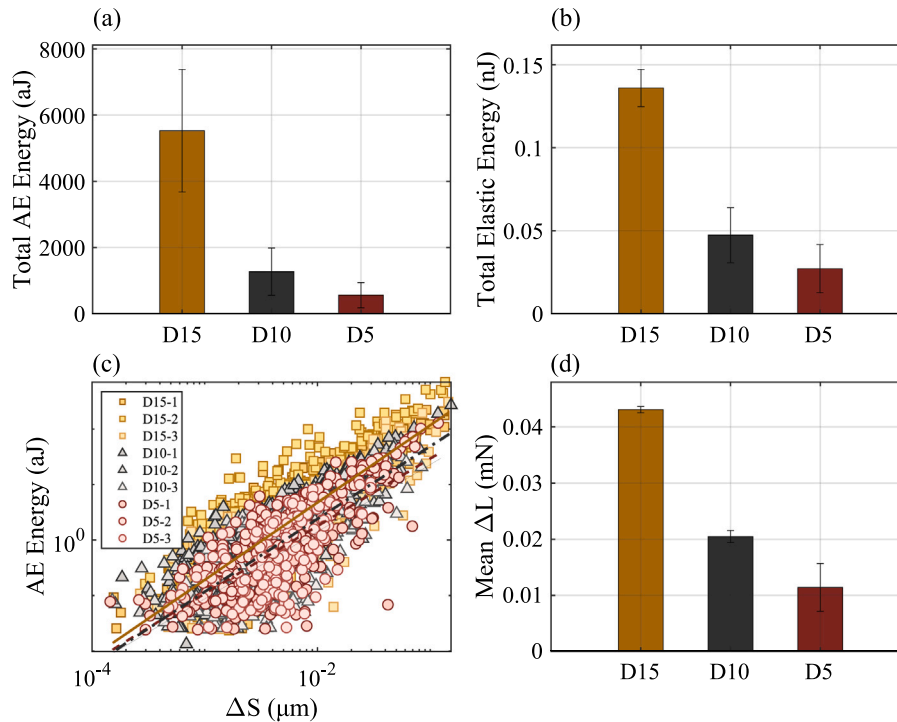 (a)
Total AE Energy (aJ)
8000
6000
4000
2000
0
D15 D10 D5
(b)
Total Elastic Energy (nJ)
0.15
0.1
0.05
0
D15 D10 D5
(c)
AE Energy (aJ)
10⁰
D15-1
D15-2
D15-3
D10-1
D10-2
D10-3
D5-1
D5-2
D5-3
10⁻⁴ 10⁻²
ΔS (μm)
(d)
Mean ΔL (mN)
0.04
0.03
0.02
0.01
0
D15 D10 D5